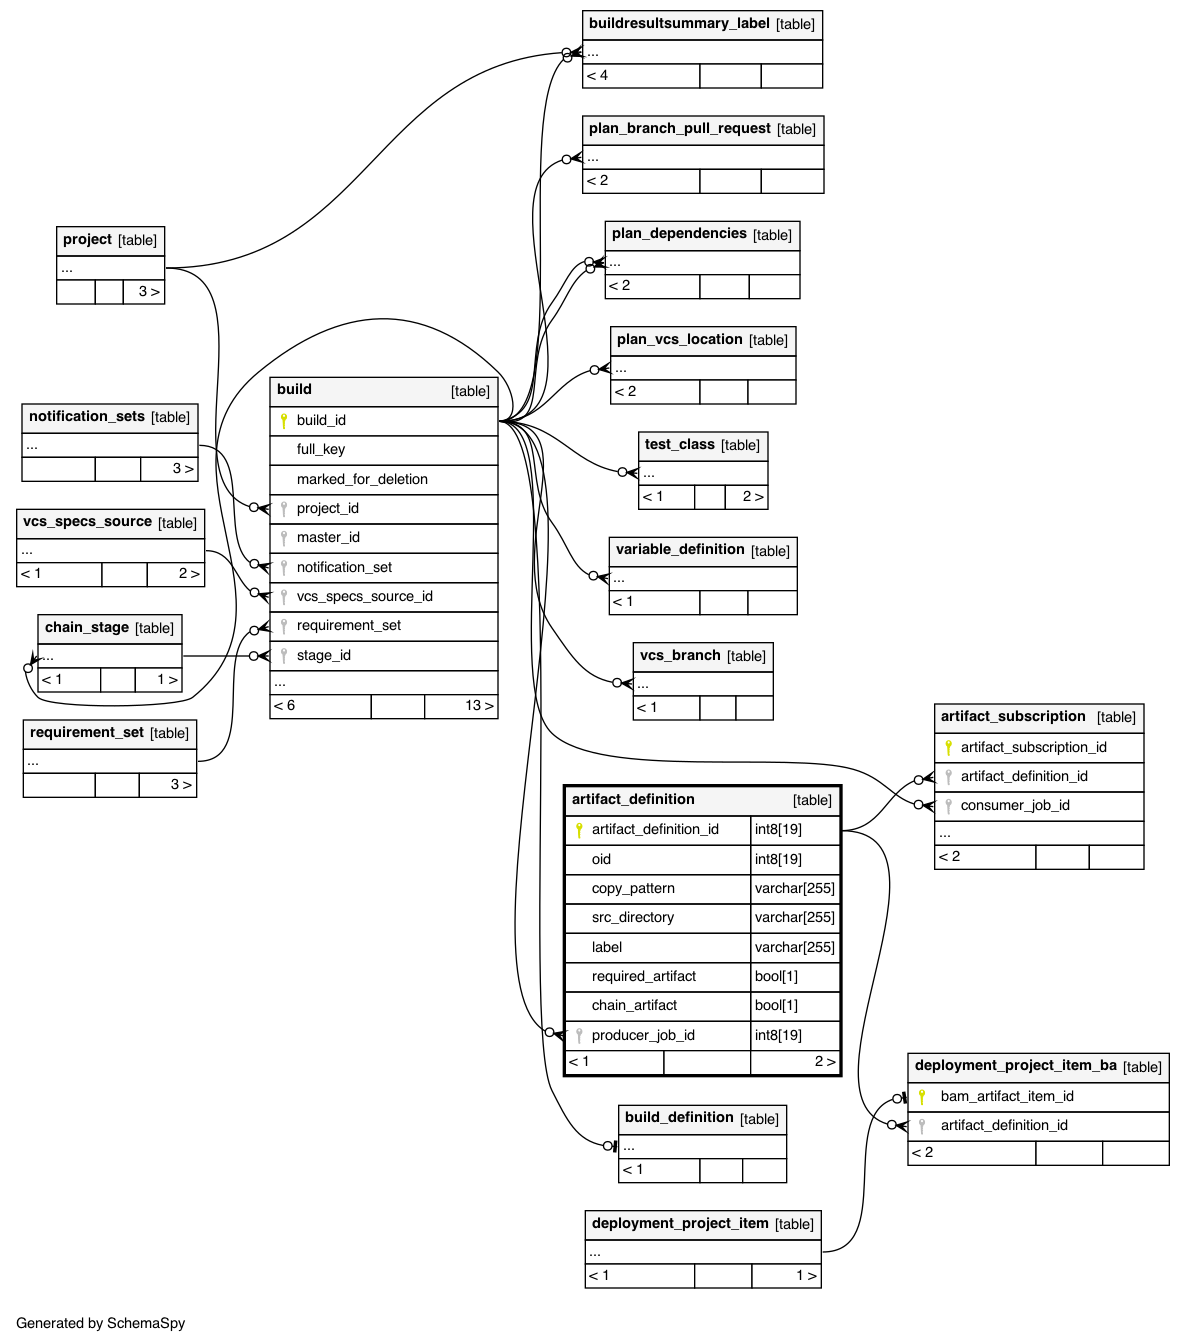 buildresultsummary_label [table]
...
< 4
plan_branch_pull_request [table]
...
< 2
plan_dependencies [table]
...
< 2
plan_vcs_location [table]
...
< 2
test_class [table]
...
< 1 2 >
variable_definition [table]
...
< 1
vcs_branch [table]
...
< 1
project [table]
...
3 >
notification_sets [table]
...
3 >
vcs_specs_source [table]
...
< 1 2 >
chain_stage [table]
...
< 1 1 >
requirement_set [table]
...
3 >
build [table]
build_id
full_key
marked_for_deletion
project_id
master_id
notification_set
vcs_specs_source_id
requirement_set
stage_id
...
< 6 13 >
artifact_subscription [table]
artifact_subscription_id
artifact_definition_id
consumer_job_id
...
< 2
artifact_definition [table]
artifact_definition_id int8[19]
oid int8[19]
copy_pattern varchar[255]
src_directory varchar[255]
label varchar[255]
required_artifact bool[1]
chain_artifact bool[1]
producer_job_id int8[19]
< 1 2 >
deployment_project_item_ba [table]
bam_artifact_item_id
artifact_definition_id
< 2
build_definition [table]
...
< 1
deployment_project_item [table]
...
< 1 1 >
Generated by SchemaSpy